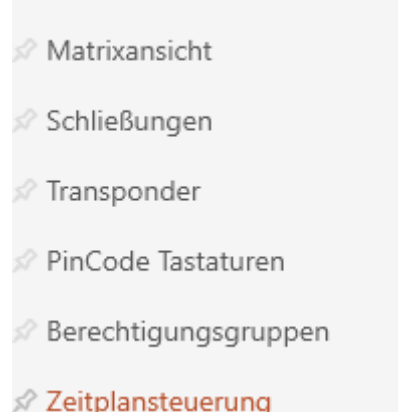 Matrixansicht
Schließungen
Transponder
PinCode Tastaturen
Berechtigungsgruppen
Zeitplansteuerung